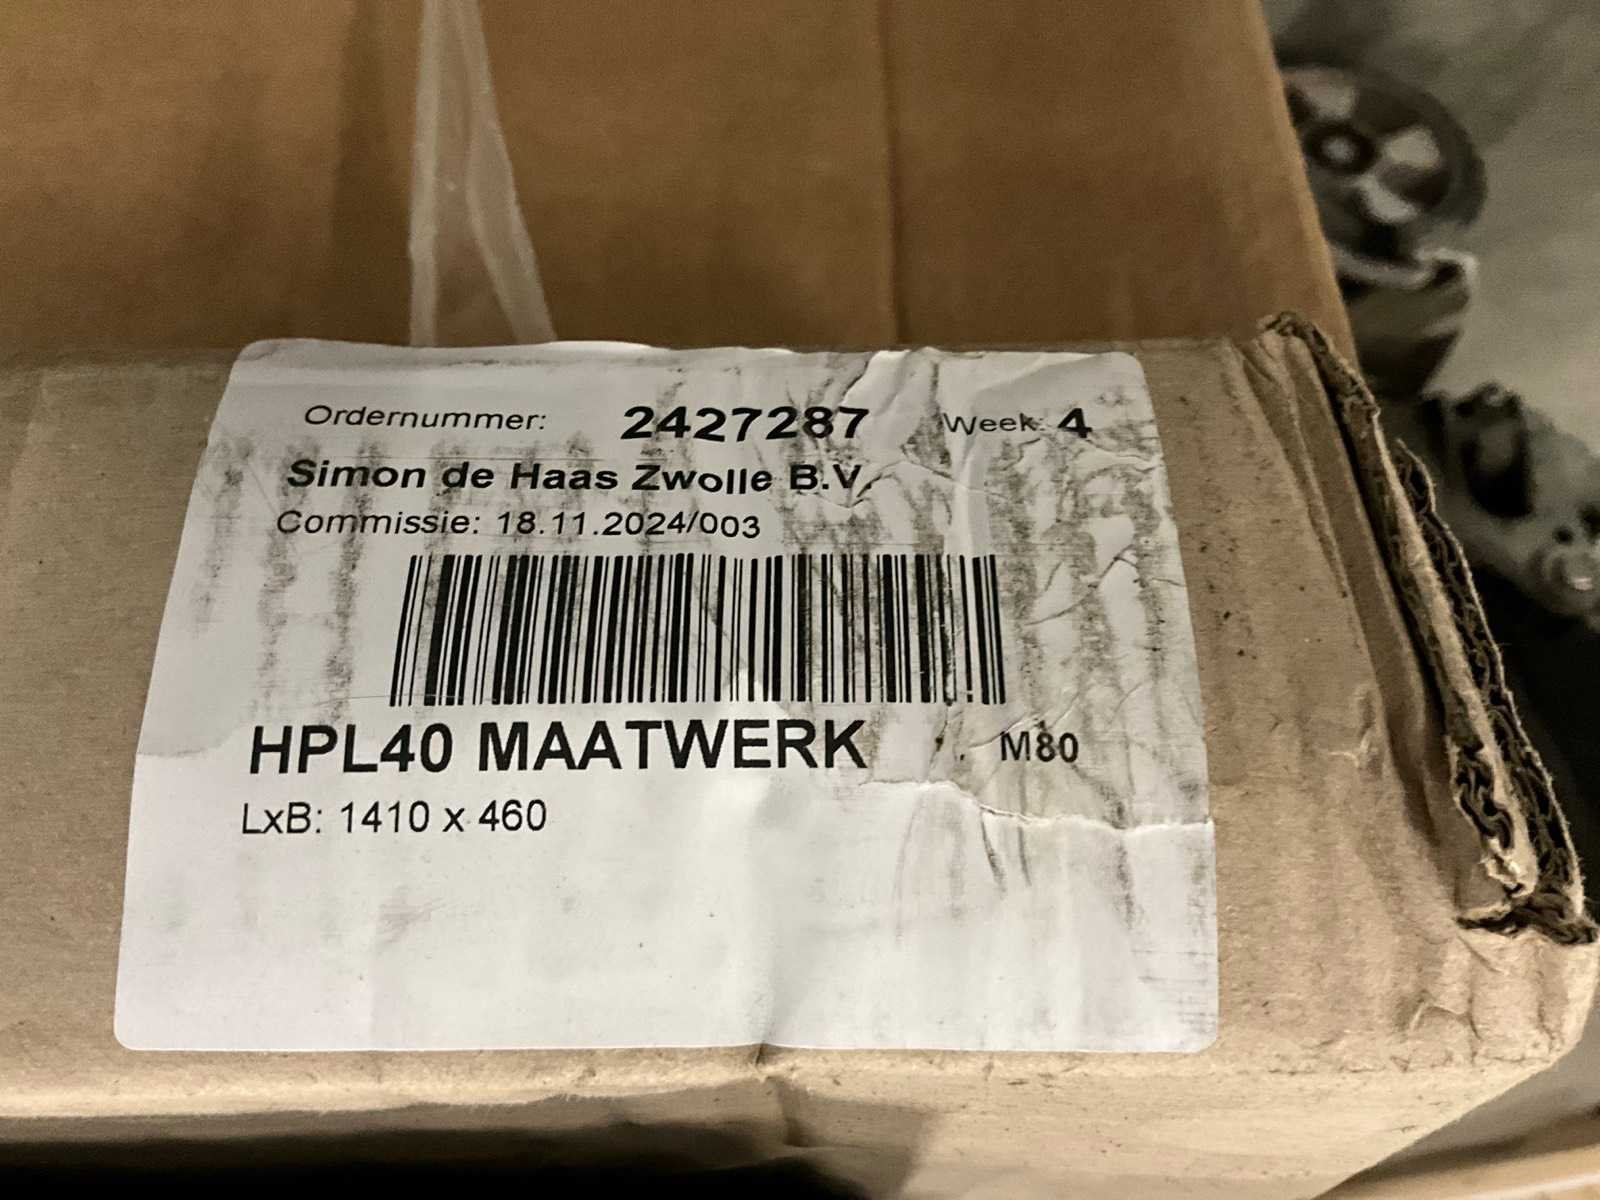 Ordernummer: 2427287 Week: 4
Simon de Haas Zwolle B.V.
Commissie: 18.11.2024/003
HPL40 MAATWERK M80
LxB: 1410 x 460